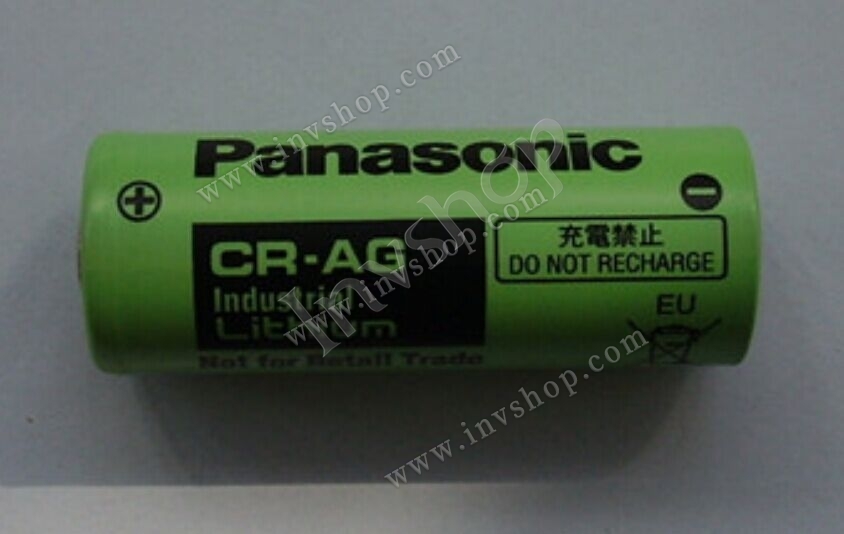 Panasonic
CR-AG
Industrial
Lithium
Not for Retail Trade
充電禁止
DO NOT RECHARGE
EU
www.invshop.com
invshop
www.invshop.com
www.invshop.com